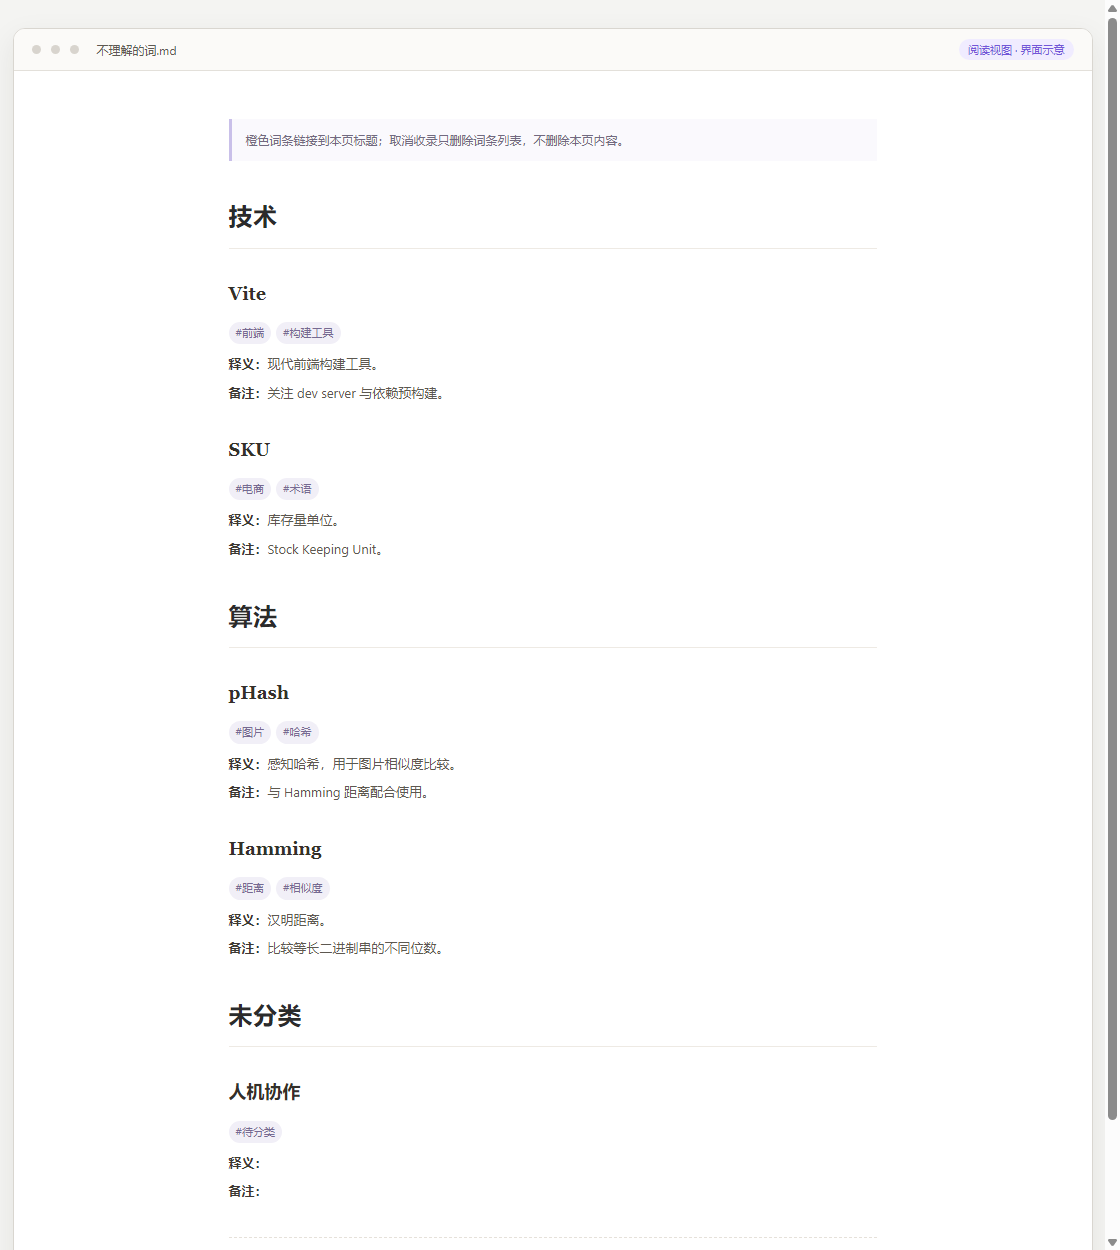 不理解的词.md
阅读视图 · 界面示意
橙色词条链接到本页标题；取消收录只删除词条列表，不删除本页内容。
技术
Vite
#前端 #构建工具
释义：现代前端构建工具。
备注：关注 dev server 与依赖预构建。
SKU
#电商 #术语
释义：库存量单位。
备注：Stock Keeping Unit。
算法
pHash
#图片 #哈希
释义：感知哈希，用于图片相似度比较。
备注：与 Hamming 距离配合使用。
Hamming
#距离 #相似度
释义：汉明距离。
备注：比较等长二进制串的不同位数。
未分类
人机协作
#待分类
释义：
备注：